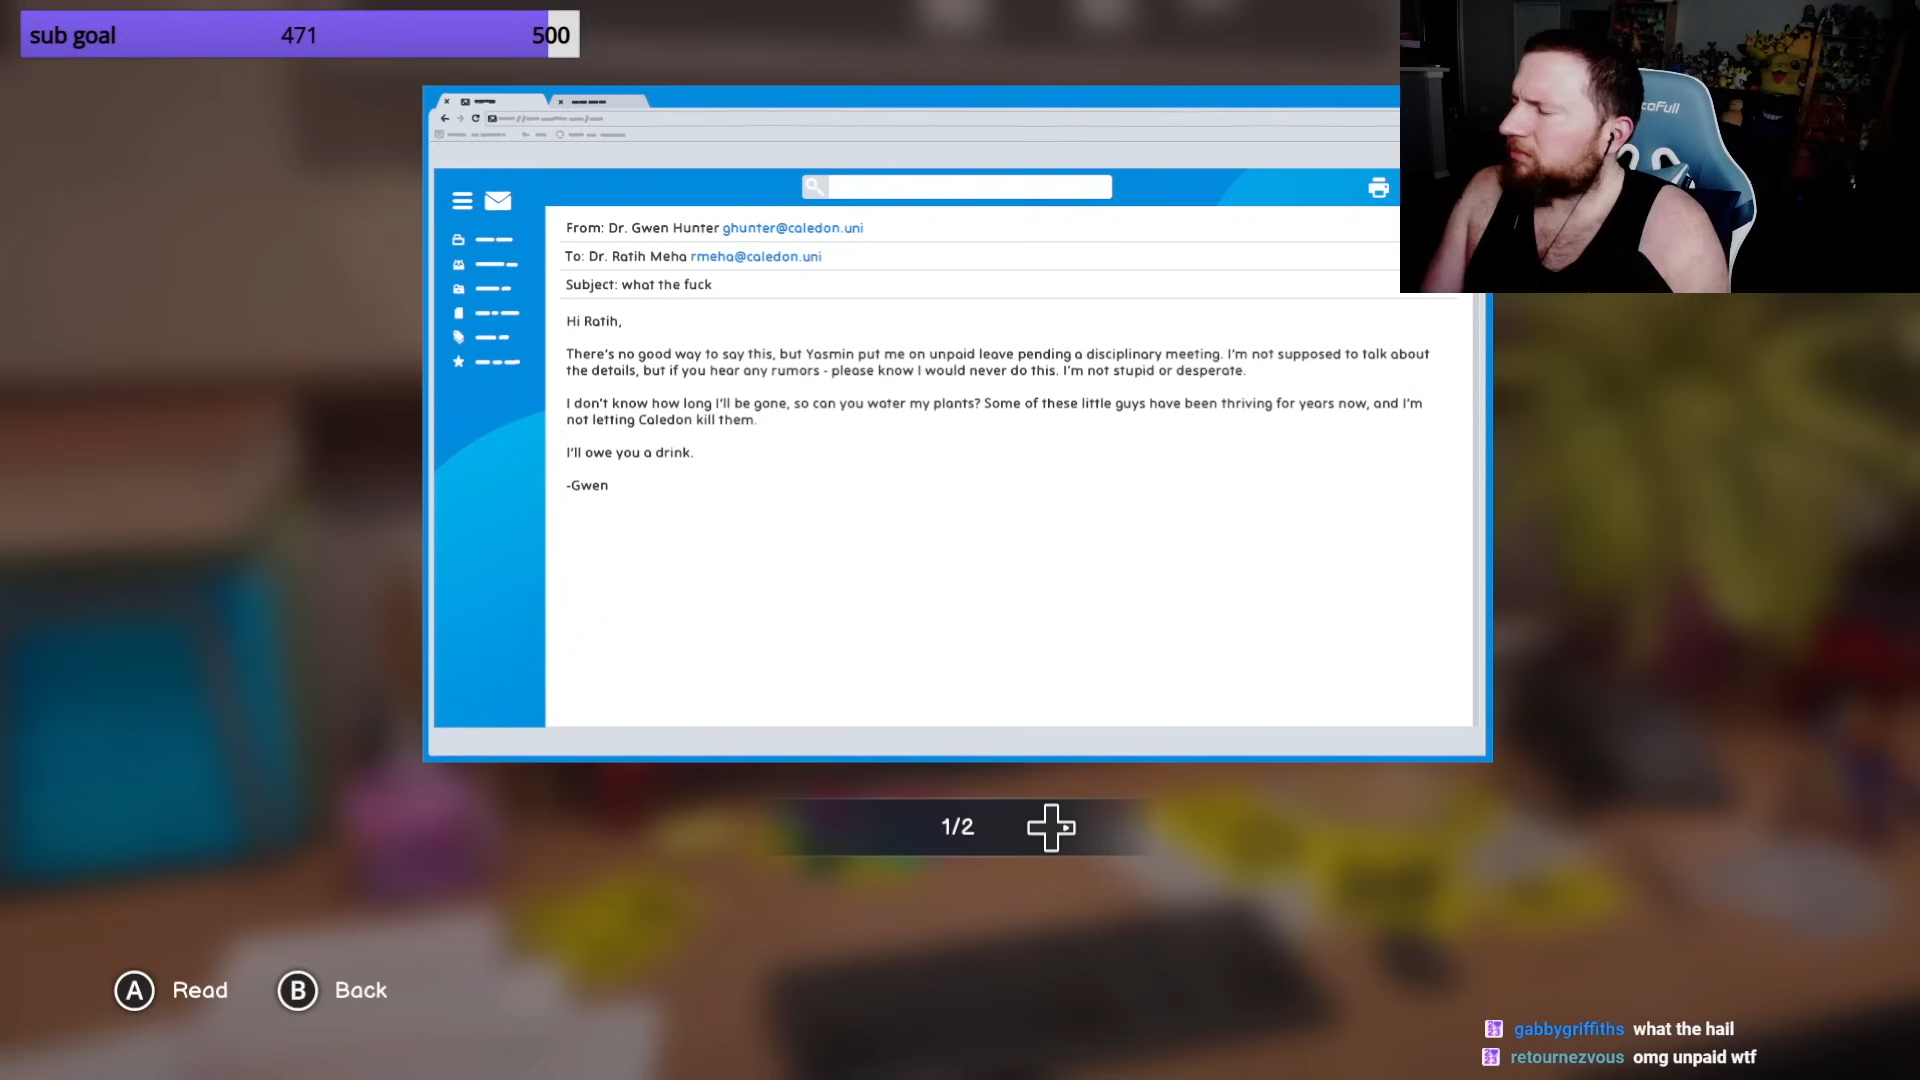 sub goal 471 500
From: Dr. Gwen Hunter ghunter@caledon.uni
To: Dr. Ratih Meha rmeha@caledon.uni
Subject: what the fuck
Hi Ratih,
There's no good way to say this, but Yasmin put me on unpaid leave pending a disciplinary meeting. I'm not supposed to talk about
the details, but if you hear any rumors - please know I would never do this. I'm not stupid or desperate.
I don't know how long I'll be gone, so can you water my plants? Some of these little guys have been thriving for years now, and I'm
not letting Caledon kill them.
I'll owe you a drink.
-Gwen
1/2
A Read B Back
gabbygriffiths what the hail
retournezvous omg unpaid wtf